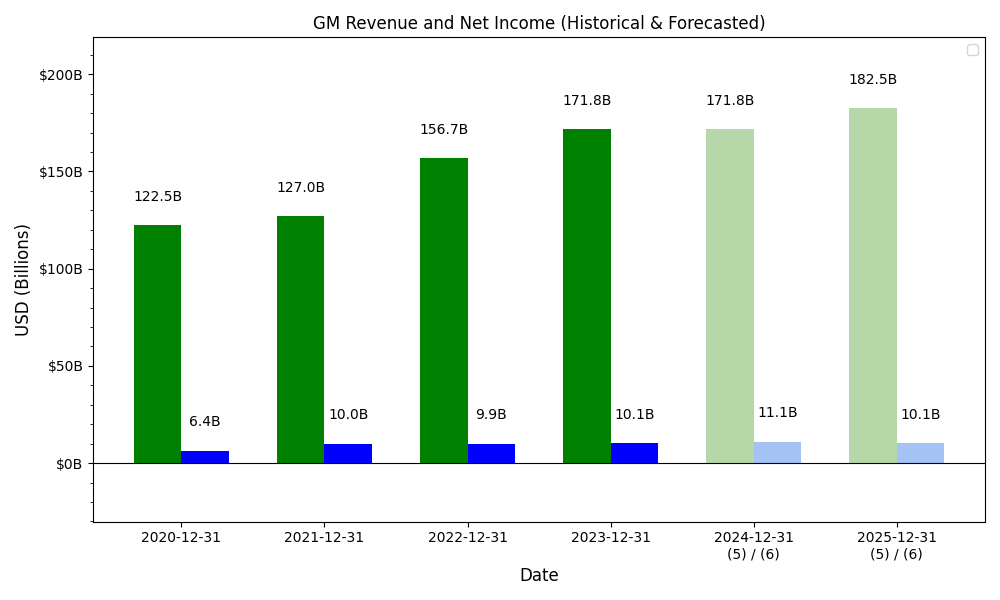 GM Revenue and Net Income (Historical & Forecasted)
USD (Billions)
$200B
$150B
$100B
$50B
$0B
122.5B
6.4B
127.0B
10.0B
156.7B
9.9B
171.8B
10.1B
171.8B
11.1B
182.5B
10.1B
2020-12-31
2021-12-31
2022-12-31
2023-12-31
2024-12-31
(5) / (6)
2025-12-31
(5) / (6)
Date